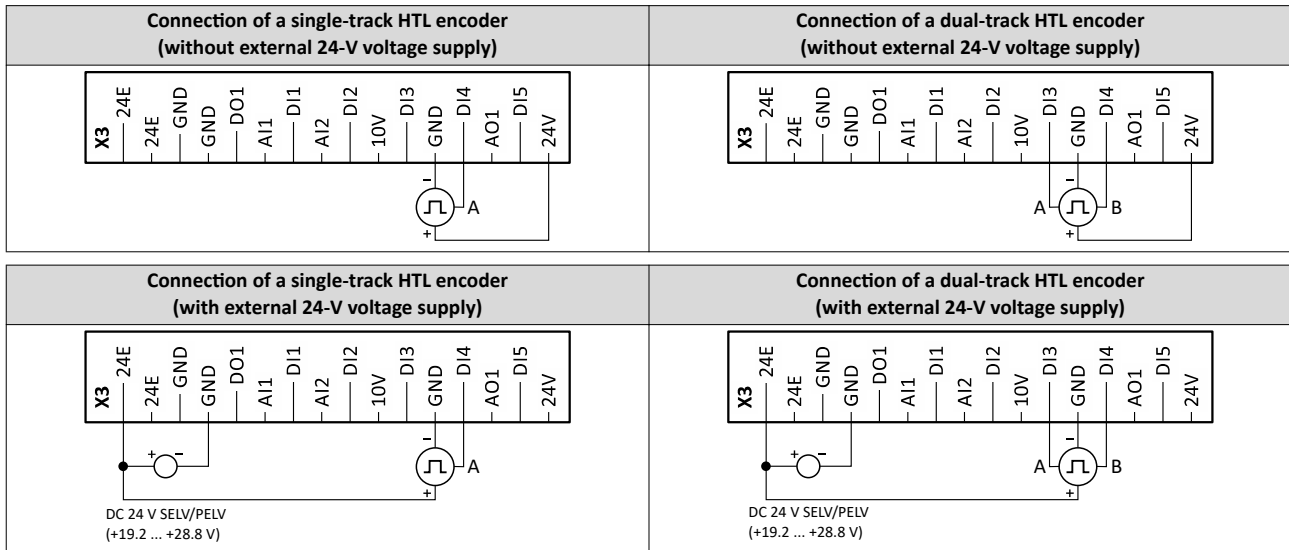 Connection of a single-track HTL encoder
(without external 24-V voltage supply)
Connection of a dual-track HTL encoder
(without external 24-V voltage supply)
X3 24E 24E GND GND DO1 AI1 DI1 AI2 DI2 10V DI3 GND DI4 AO1 DI5 24V
− A
+
X3 24E 24E GND GND DO1 AI1 DI1 AI2 DI2 10V DI3 GND DI4 AO1 DI5 24V
−
A B
+
Connection of a single-track HTL encoder
(with external 24-V voltage supply)
Connection of a dual-track HTL encoder
(with external 24-V voltage supply)
X3 24E 24E GND GND DO1 AI1 DI1 AI2 DI2 10V DI3 GND DI4 AO1 DI5 24V
+ − −
A
+
DC 24 V SELV/PELV
(+19.2 ... +28.8 V)
X3 24E 24E GND GND DO1 AI1 DI1 AI2 DI2 10V DI3 GND DI4 AO1 DI5 24V
+ − −
A B
+
DC 24 V SELV/PELV
(+19.2 ... +28.8 V)